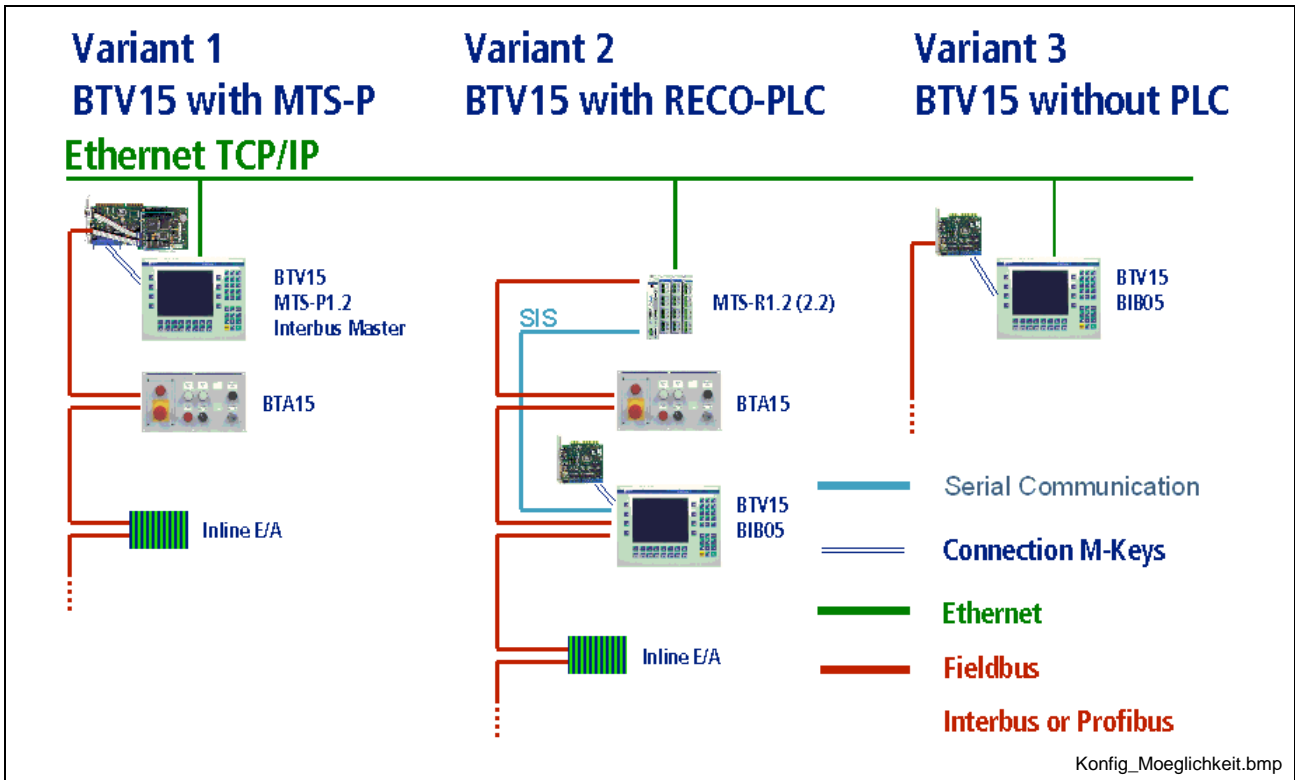 Variant 1
BTV15 with MTS-P
Variant 2
BTV15 with RECO-PLC
Variant 3
BTV15 without PLC
Ethernet TCP/IP
BTV15
MTS-P1.2
Interbus Master
BTA15
Inline E/A
SIS
MTS-R1.2 (2.2)
BTA15
BTV15
BIB05
Inline E/A
BTV15
BIB05
Serial Communication
Connection M-Keys
Ethernet
Fieldbus
Interbus or Profibus
Konfig_Moeglichkeit.bmp